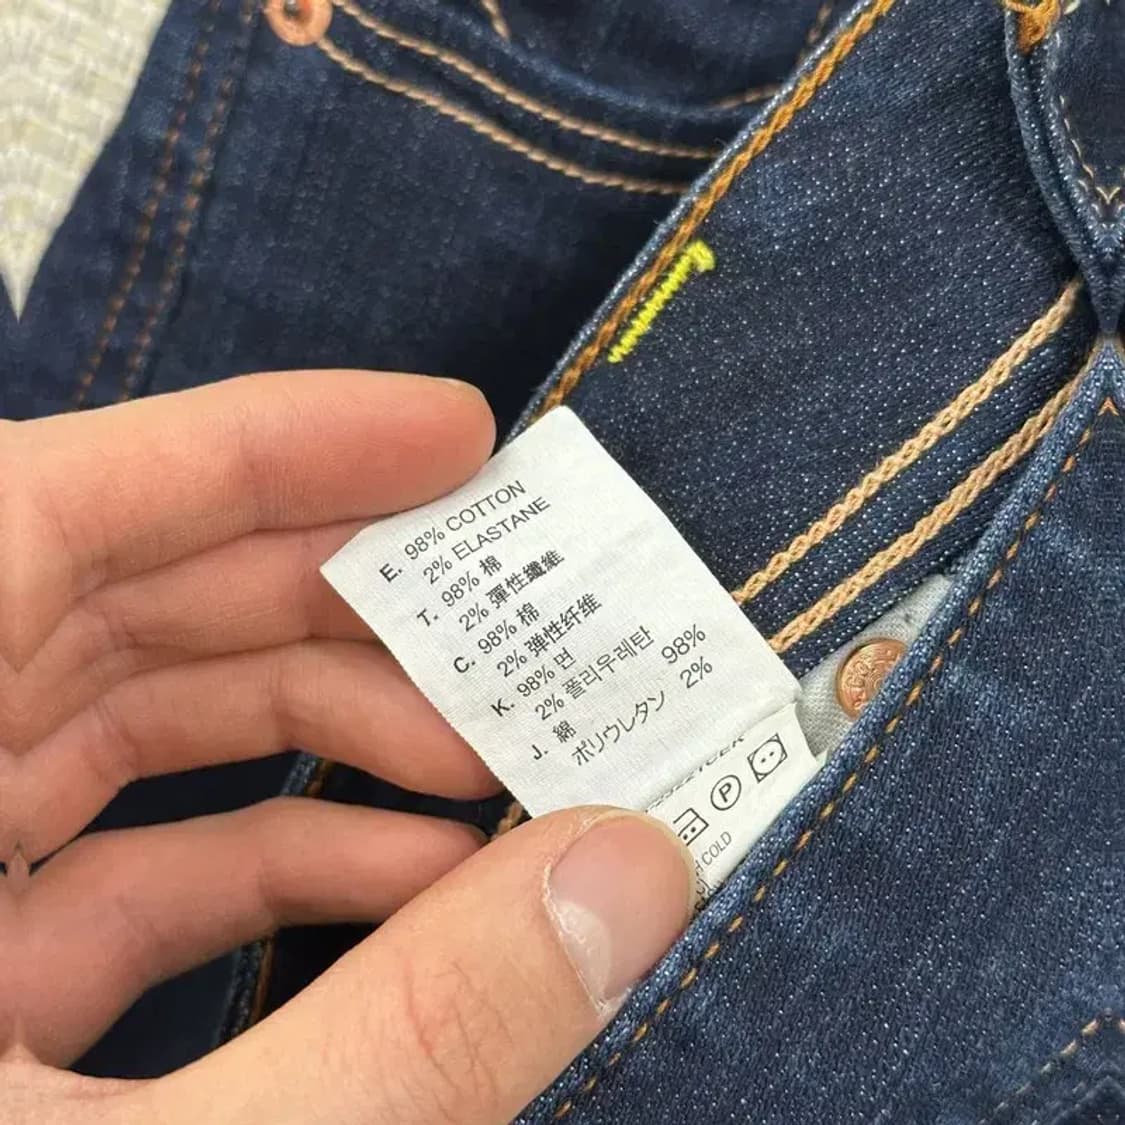 E. 98% COTTON
2% ELASTANE
T. 98% 棉
2% 彈性纖維
C. 98% 棉
2% 弹性纤维
K. 98% 면
2% 폴리우레탄
J. 綿 98%
ポリウレタン 2%
P
COLD